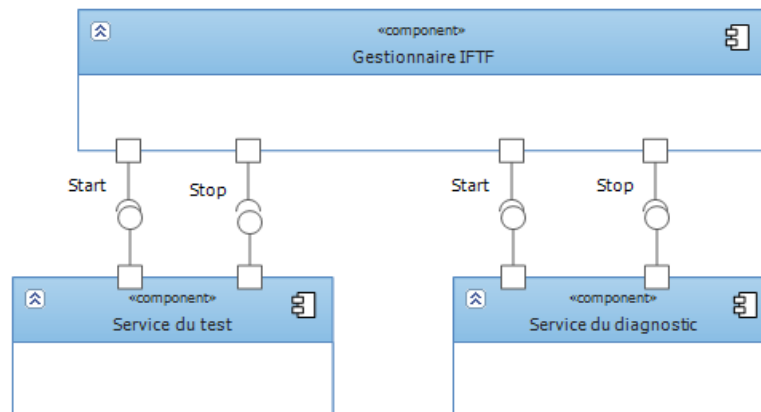 «component»
Gestionnaire IFTF
Start
Stop
Start
Stop
«component»
Service du test
«component»
Service du diagnostic